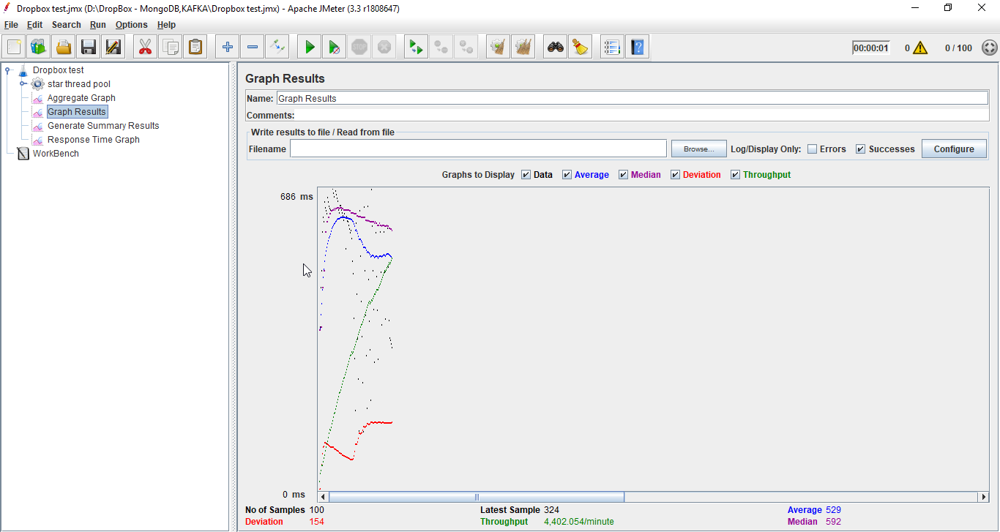 Dropbox test.jmx (D:\DropBox - MongoDB,KAFKA\Dropbox test.jmx) - Apache JMeter (3.3 r1808647)
File Edit Search Run Options Help
00:00:01 0 0 / 100
Dropbox test
star thread pool
Aggregate Graph
Graph Results
Generate Summary Results
Response Time Graph
WorkBench
Graph Results
Name: Graph Results
Comments:
Write results to file / Read from file
Filename Browse... Log/Display Only: Errors Successes Configure
Graphs to Display Data Average Median Deviation Throughput
686 ms
0 ms
No of Samples 100 Latest Sample 324 Average 529
Deviation 154 Throughput 4,402.054/minute Median 592